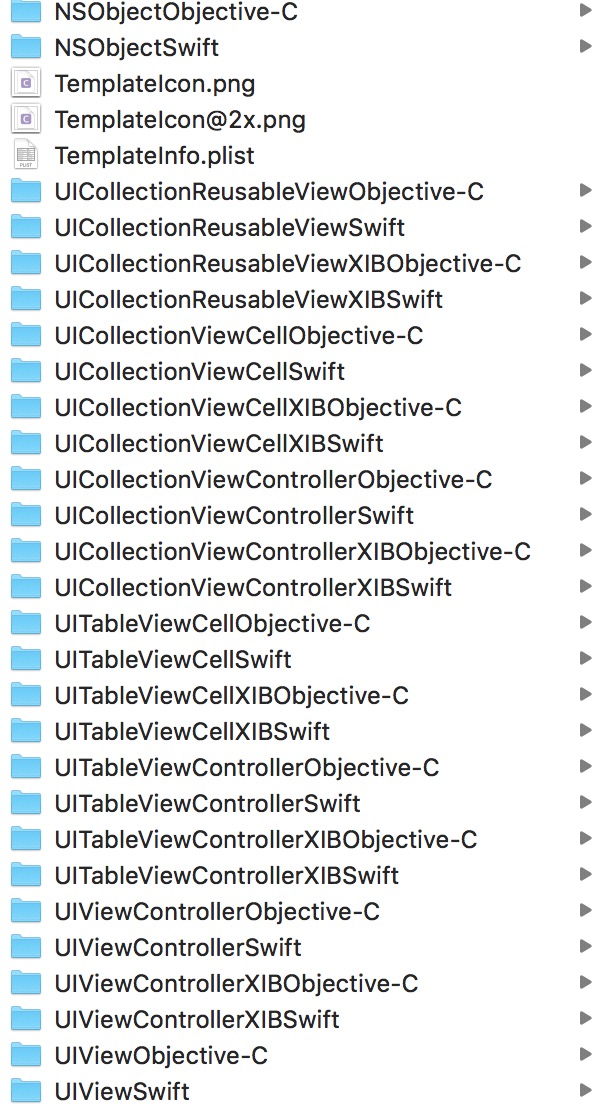 NSObjectObjective-C
NSObjectSwift
TemplateIcon.png
TemplateIcon@2x.png
TemplateInfo.plist
UICollectionReusableViewObjective-C
UICollectionReusableViewSwift
UICollectionReusableViewXIBObjective-C
UICollectionReusableViewXIBSwift
UICollectionViewCellObjective-C
UICollectionViewCellSwift
UICollectionViewCellXIBObjective-C
UICollectionViewCellXIBSwift
UICollectionViewControllerObjective-C
UICollectionViewControllerSwift
UICollectionViewControllerXIBObjective-C
UICollectionViewControllerXIBSwift
UITableViewCellObjective-C
UITableViewCellSwift
UITableViewCellXIBObjective-C
UITableViewCellXIBSwift
UITableViewControllerObjective-C
UITableViewControllerSwift
UITableViewControllerXIBObjective-C
UITableViewControllerXIBSwift
UIViewControllerObjective-C
UIViewControllerSwift
UIViewControllerXIBObjective-C
UIViewControllerXIBSwift
UIViewObjective-C
UIViewSwift